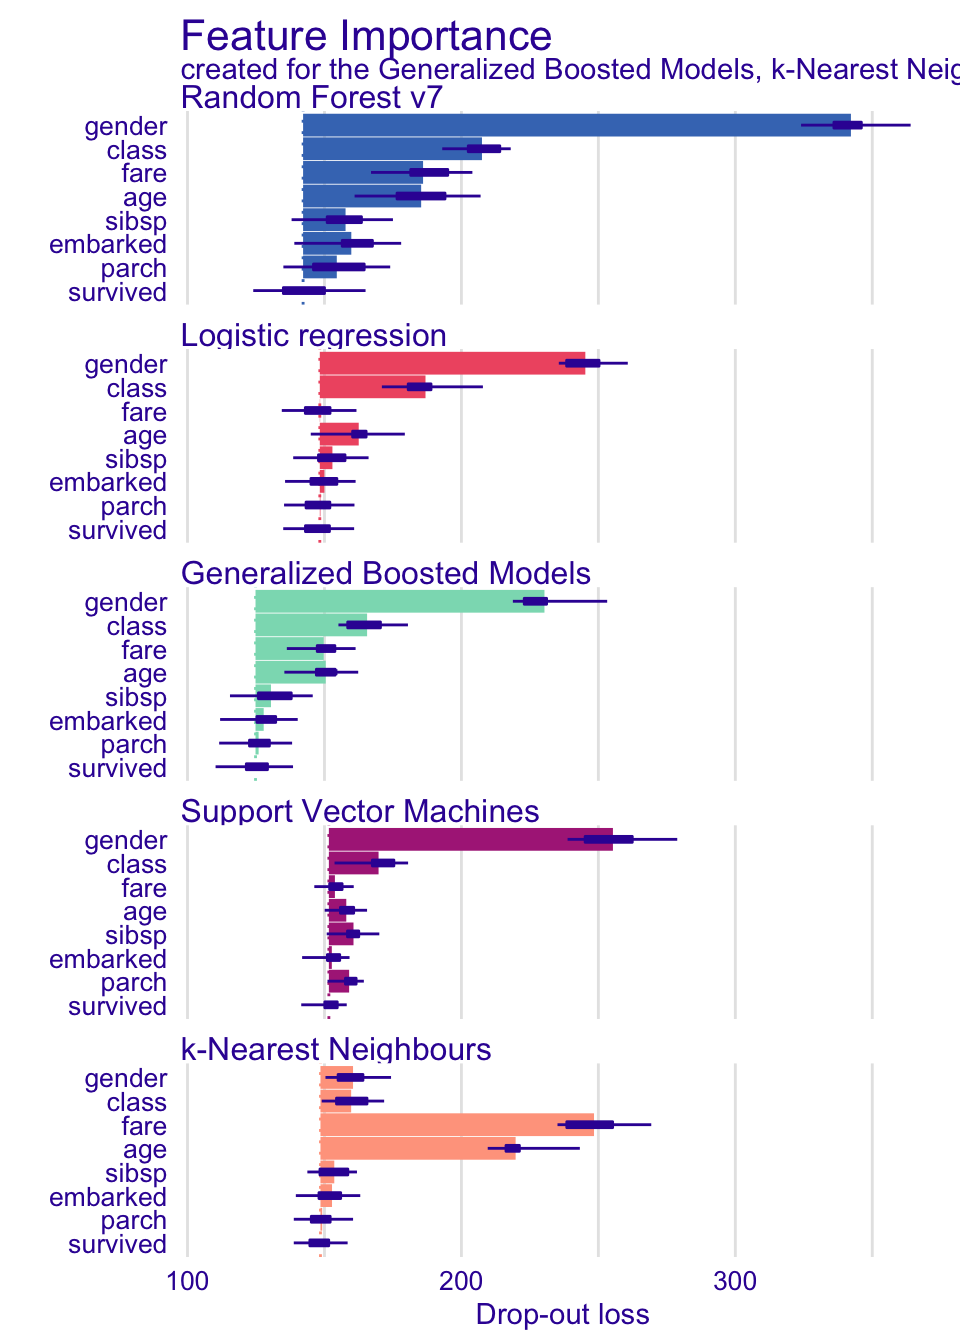 Feature Importance
created for the Generalized Boosted Models, k-Nearest
Random Forest v7
gender
class
fare
age
sibsp
embarked
parch
survived
Logistic regression
gender
class
fare
age
sibsp
embarked
parch
survived
Generalized Boosted Models
gender
class
fare
age
sibsp
embarked
parch
survived
Support Vector Machines
gender
class
fare
age
sibsp
embarked
parch
survived
k-Nearest Neighbours
gender
class
fare
age
sibsp
embarked
parch
survived
100 200 300
Drop-out loss